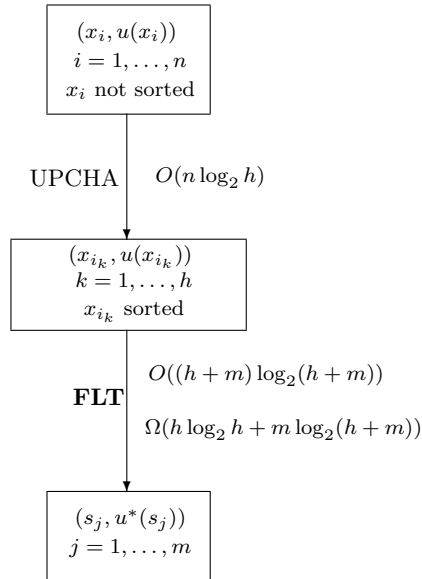 (x_i, u(x_i))
i = 1, . . . , n
x_i not sorted
UPCHA O(n log_2 h)
(x_{i_k}, u(x_{i_k}))
k = 1, . . . , h
x_{i_k} sorted
O((h + m) log_2(h + m))
FLT
Ω(h log_2 h + m log_2(h + m))
(s_j, u*(s_j))
j = 1, . . . , m